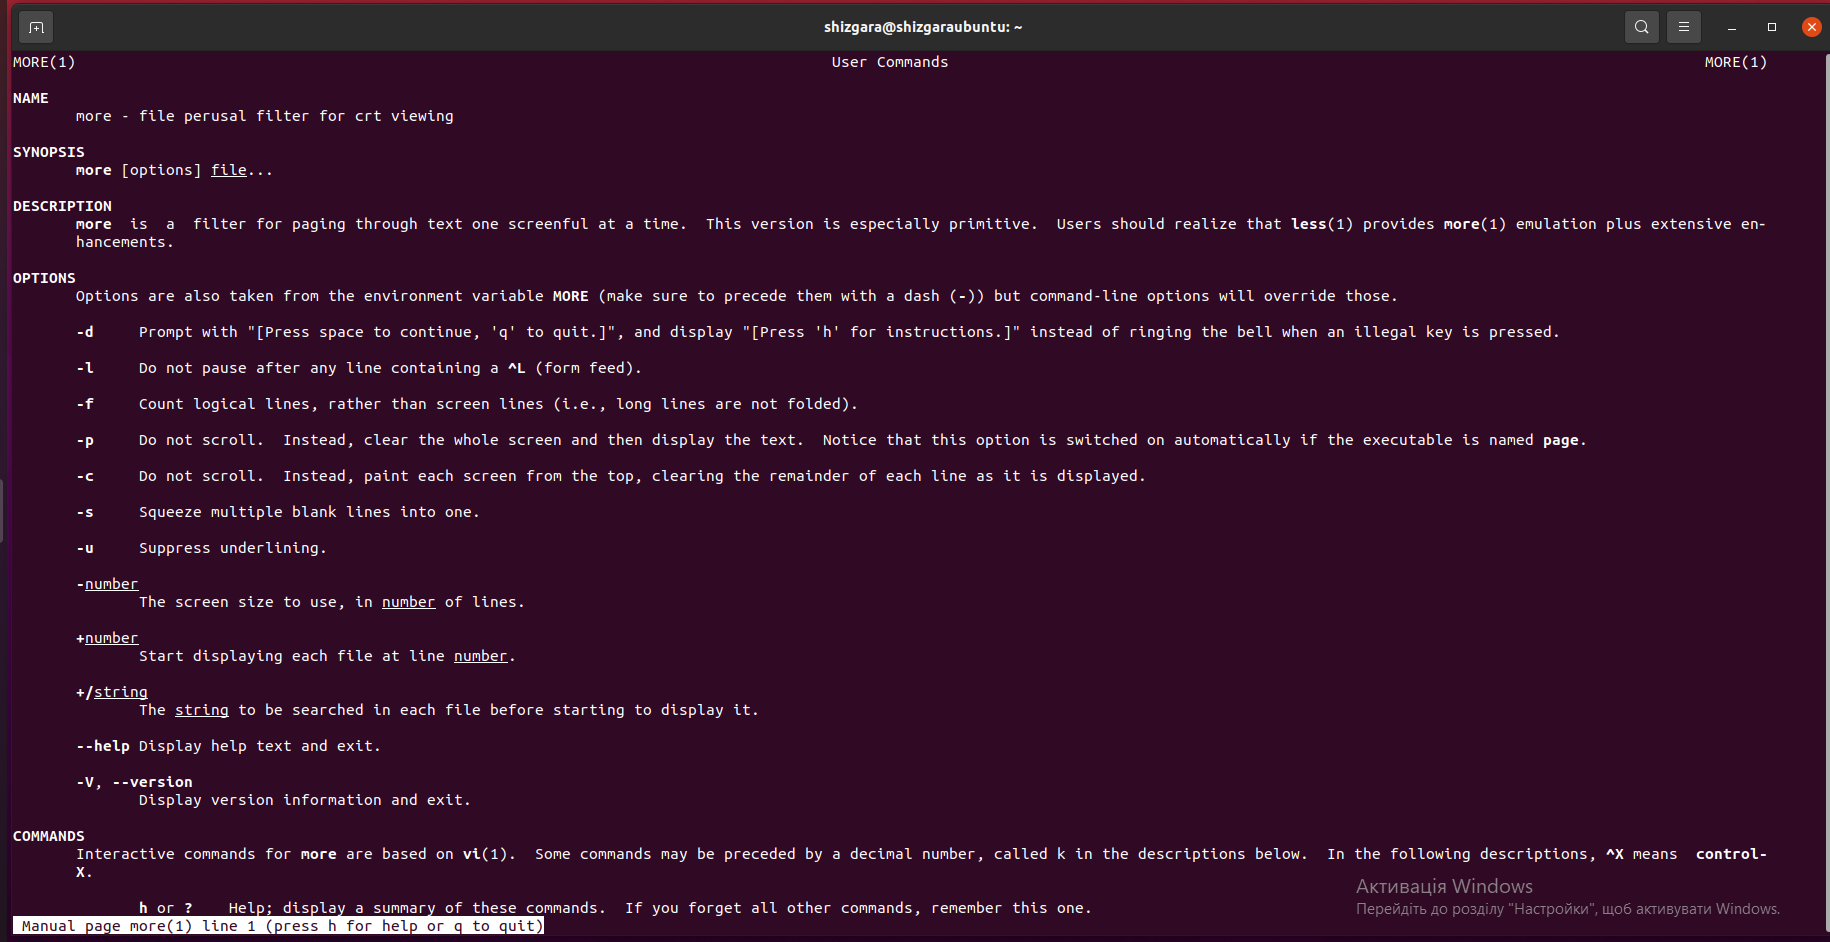 shizgara@shizgaraubuntu: ~
MORE(1) User Commands MORE(1)
NAME
more - file perusal filter for crt viewing
SYNOPSIS
more [options] file...
DESCRIPTION
more is a filter for paging through text one screenful at a time. This version is especially primitive. Users should realize that less(1) provides more(1) emulation plus extensive en-
hancements.
OPTIONS
Options are also taken from the environment variable MORE (make sure to precede them with a dash (-)) but command-line options will override those.
-d Prompt with "[Press space to continue, 'q' to quit.]", and display "[Press 'h' for instructions.]" instead of ringing the bell when an illegal key is pressed.
-l Do not pause after any line containing a ^L (form feed).
-f Count logical lines, rather than screen lines (i.e., long lines are not folded).
-p Do not scroll. Instead, clear the whole screen and then display the text. Notice that this option is switched on automatically if the executable is named page.
-c Do not scroll. Instead, paint each screen from the top, clearing the remainder of each line as it is displayed.
-s Squeeze multiple blank lines into one.
-u Suppress underlining.
-number
The screen size to use, in number of lines.
+number
Start displaying each file at line number.
+/string
The string to be searched in each file before starting to display it.
--help Display help text and exit.
-V, --version
Display version information and exit.
COMMANDS
Interactive commands for more are based on vi(1). Some commands may be preceded by a decimal number, called k in the descriptions below. In the following descriptions, ^X means control-
X.
h or ? Help; display a summary of these commands. If you forget all other commands, remember this one.
Manual page more(1) line 1 (press h for help or q to quit)
Активація Windows
Перейдіть до розділу "Настройки", щоб активувати Windows.